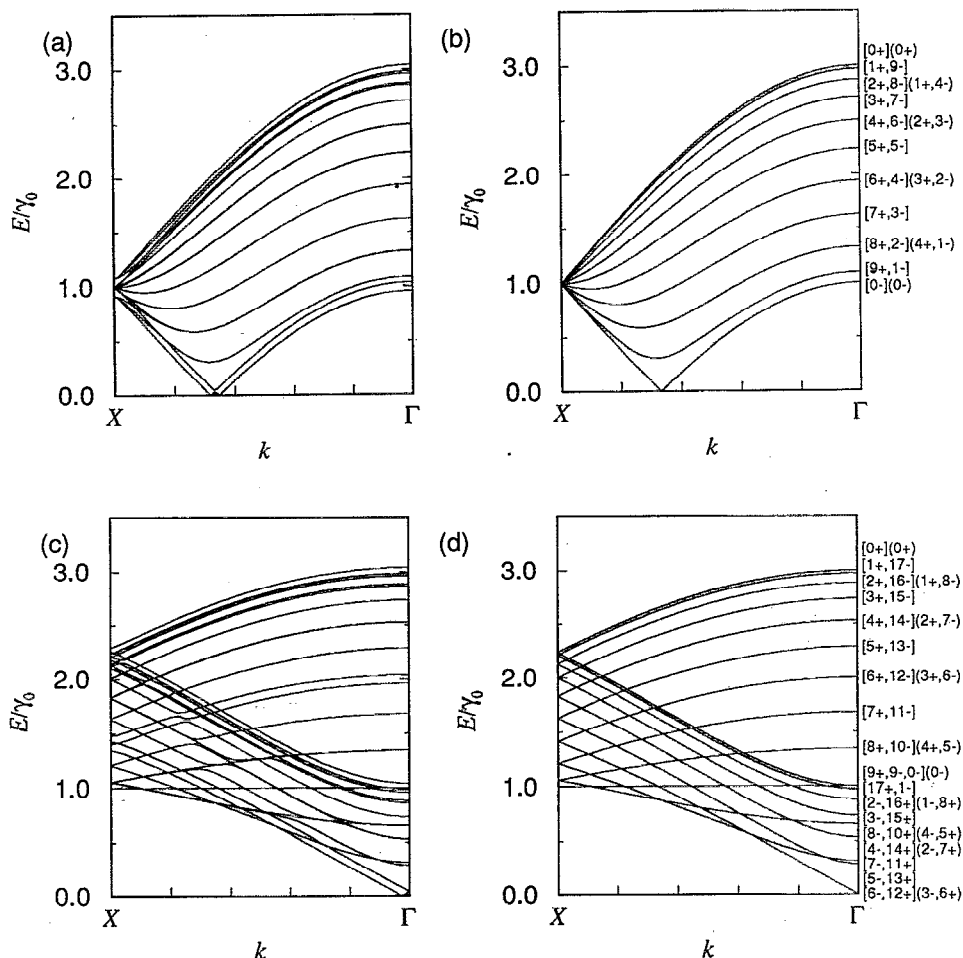 (a)
3.0
2.0
1.0
0.0
E/γ0
X
Γ
k
(b)
3.0
2.0
1.0
0.0
E/γ0
X
Γ
k
[0+](0+)
[1+,9-]
[2+,8-](1+,4-)
[3+,7-]
[4+,6-](2+,3-)
[5+,5-]
[6+,4-](3+,2-)
[7+,3-]
[8+,2-](4+,1-)
[9+,1-]
[0-](0-)
(c)
3.0
2.0
1.0
0.0
E/γ0
X
Γ
k
(d)
3.0
2.0
1.0
0.0
E/γ0
X
Γ
k
[0+](0+)
[1+,17-]
[2+,16-](1+,8-)
[3+,15-]
[4+,14-](2+,7-)
[5+,13-]
[6+,12-](3+,6-)
[7+,11-]
[8+,10-](4+,5-)
[9+,9-,0-](0-)
[17+,1-]
[2-,16+](1-,8+)
[3-,15+]
[8-,10+](4-,5+)
[4-,14+](2-,7+)
[7-,11+]
[5-,13+]
[6-,12+](3-,6+)